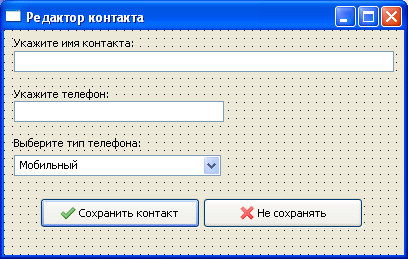 Редактор контакта
Укажите имя контакта:
Укажите телефон:
Выберите тип телефона:
Мобильный
Сохранить контакт
Не сохранять